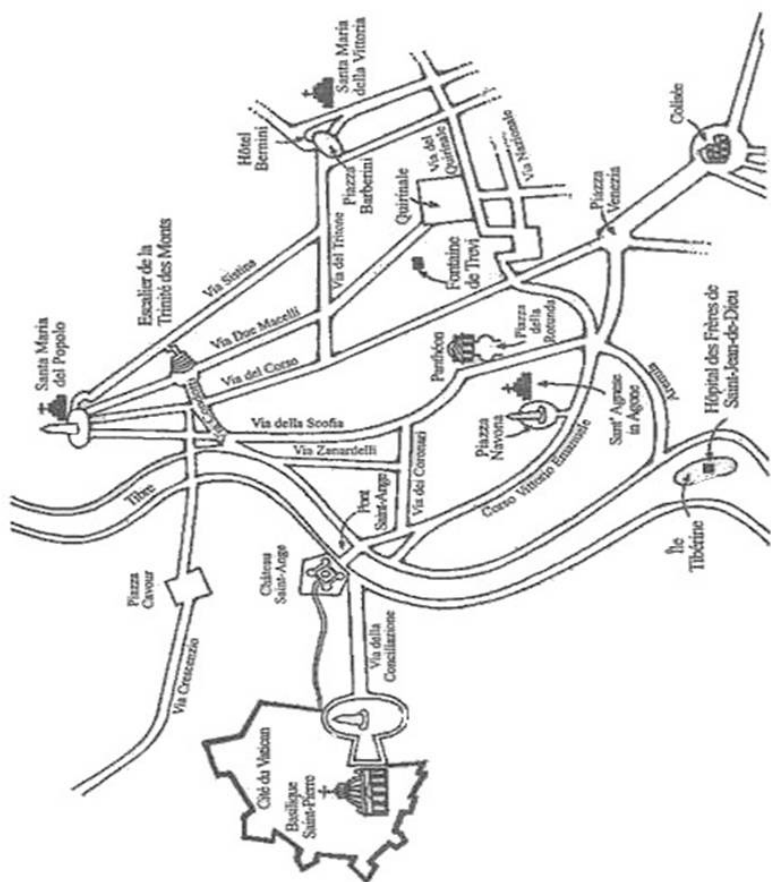 Santa Maria
del Popolo
Escalier de la
Trinité des Monts
Hôtel
Bernini
Santa Maria
della Vittoria
Piazza
Barberini
Via Sistina
Via del Tritone
Via Due Macelli
Via del Corso
Via della Scofia
Via Zanardelli
Quirinale
Via del
Quirinale
Via Nazionale
Fontaine
de Trevi
Panthéon
Piazza
della
Rotunda
Piazza
Venezia
Colisée
Piazza
Navona
Sant' Agnese
in Agone
Via dei Coronari
Corso Vittorio Emanuele
Arenula
Hôpital des Frères de
Saint-Jean-de-Dieu
Île
Tibérine
Tibre
Pont
Saint-Ange
Château
Saint-Ange
Piazza
Cavour
Via Crescenzio
Via della
Conciliazione
Cité du Vatican
Basilique
Saint-Pierre